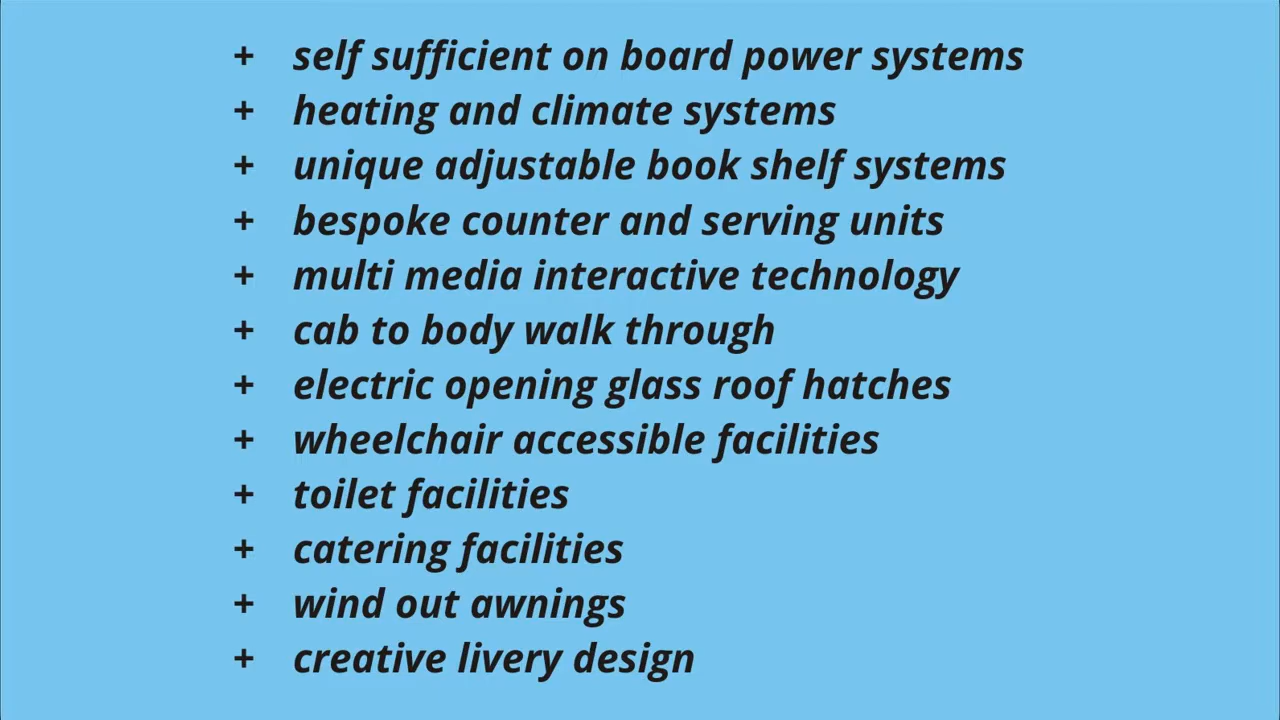 + self sufficient on board power systems
+ heating and climate systems
+ unique adjustable book shelf systems
+ bespoke counter and serving units
+ multi media interactive technology
+ cab to body walk through
+ electric opening glass roof hatches
+ wheelchair accessible facilities
+ toilet facilities
+ catering facilities
+ wind out awnings
+ creative livery design